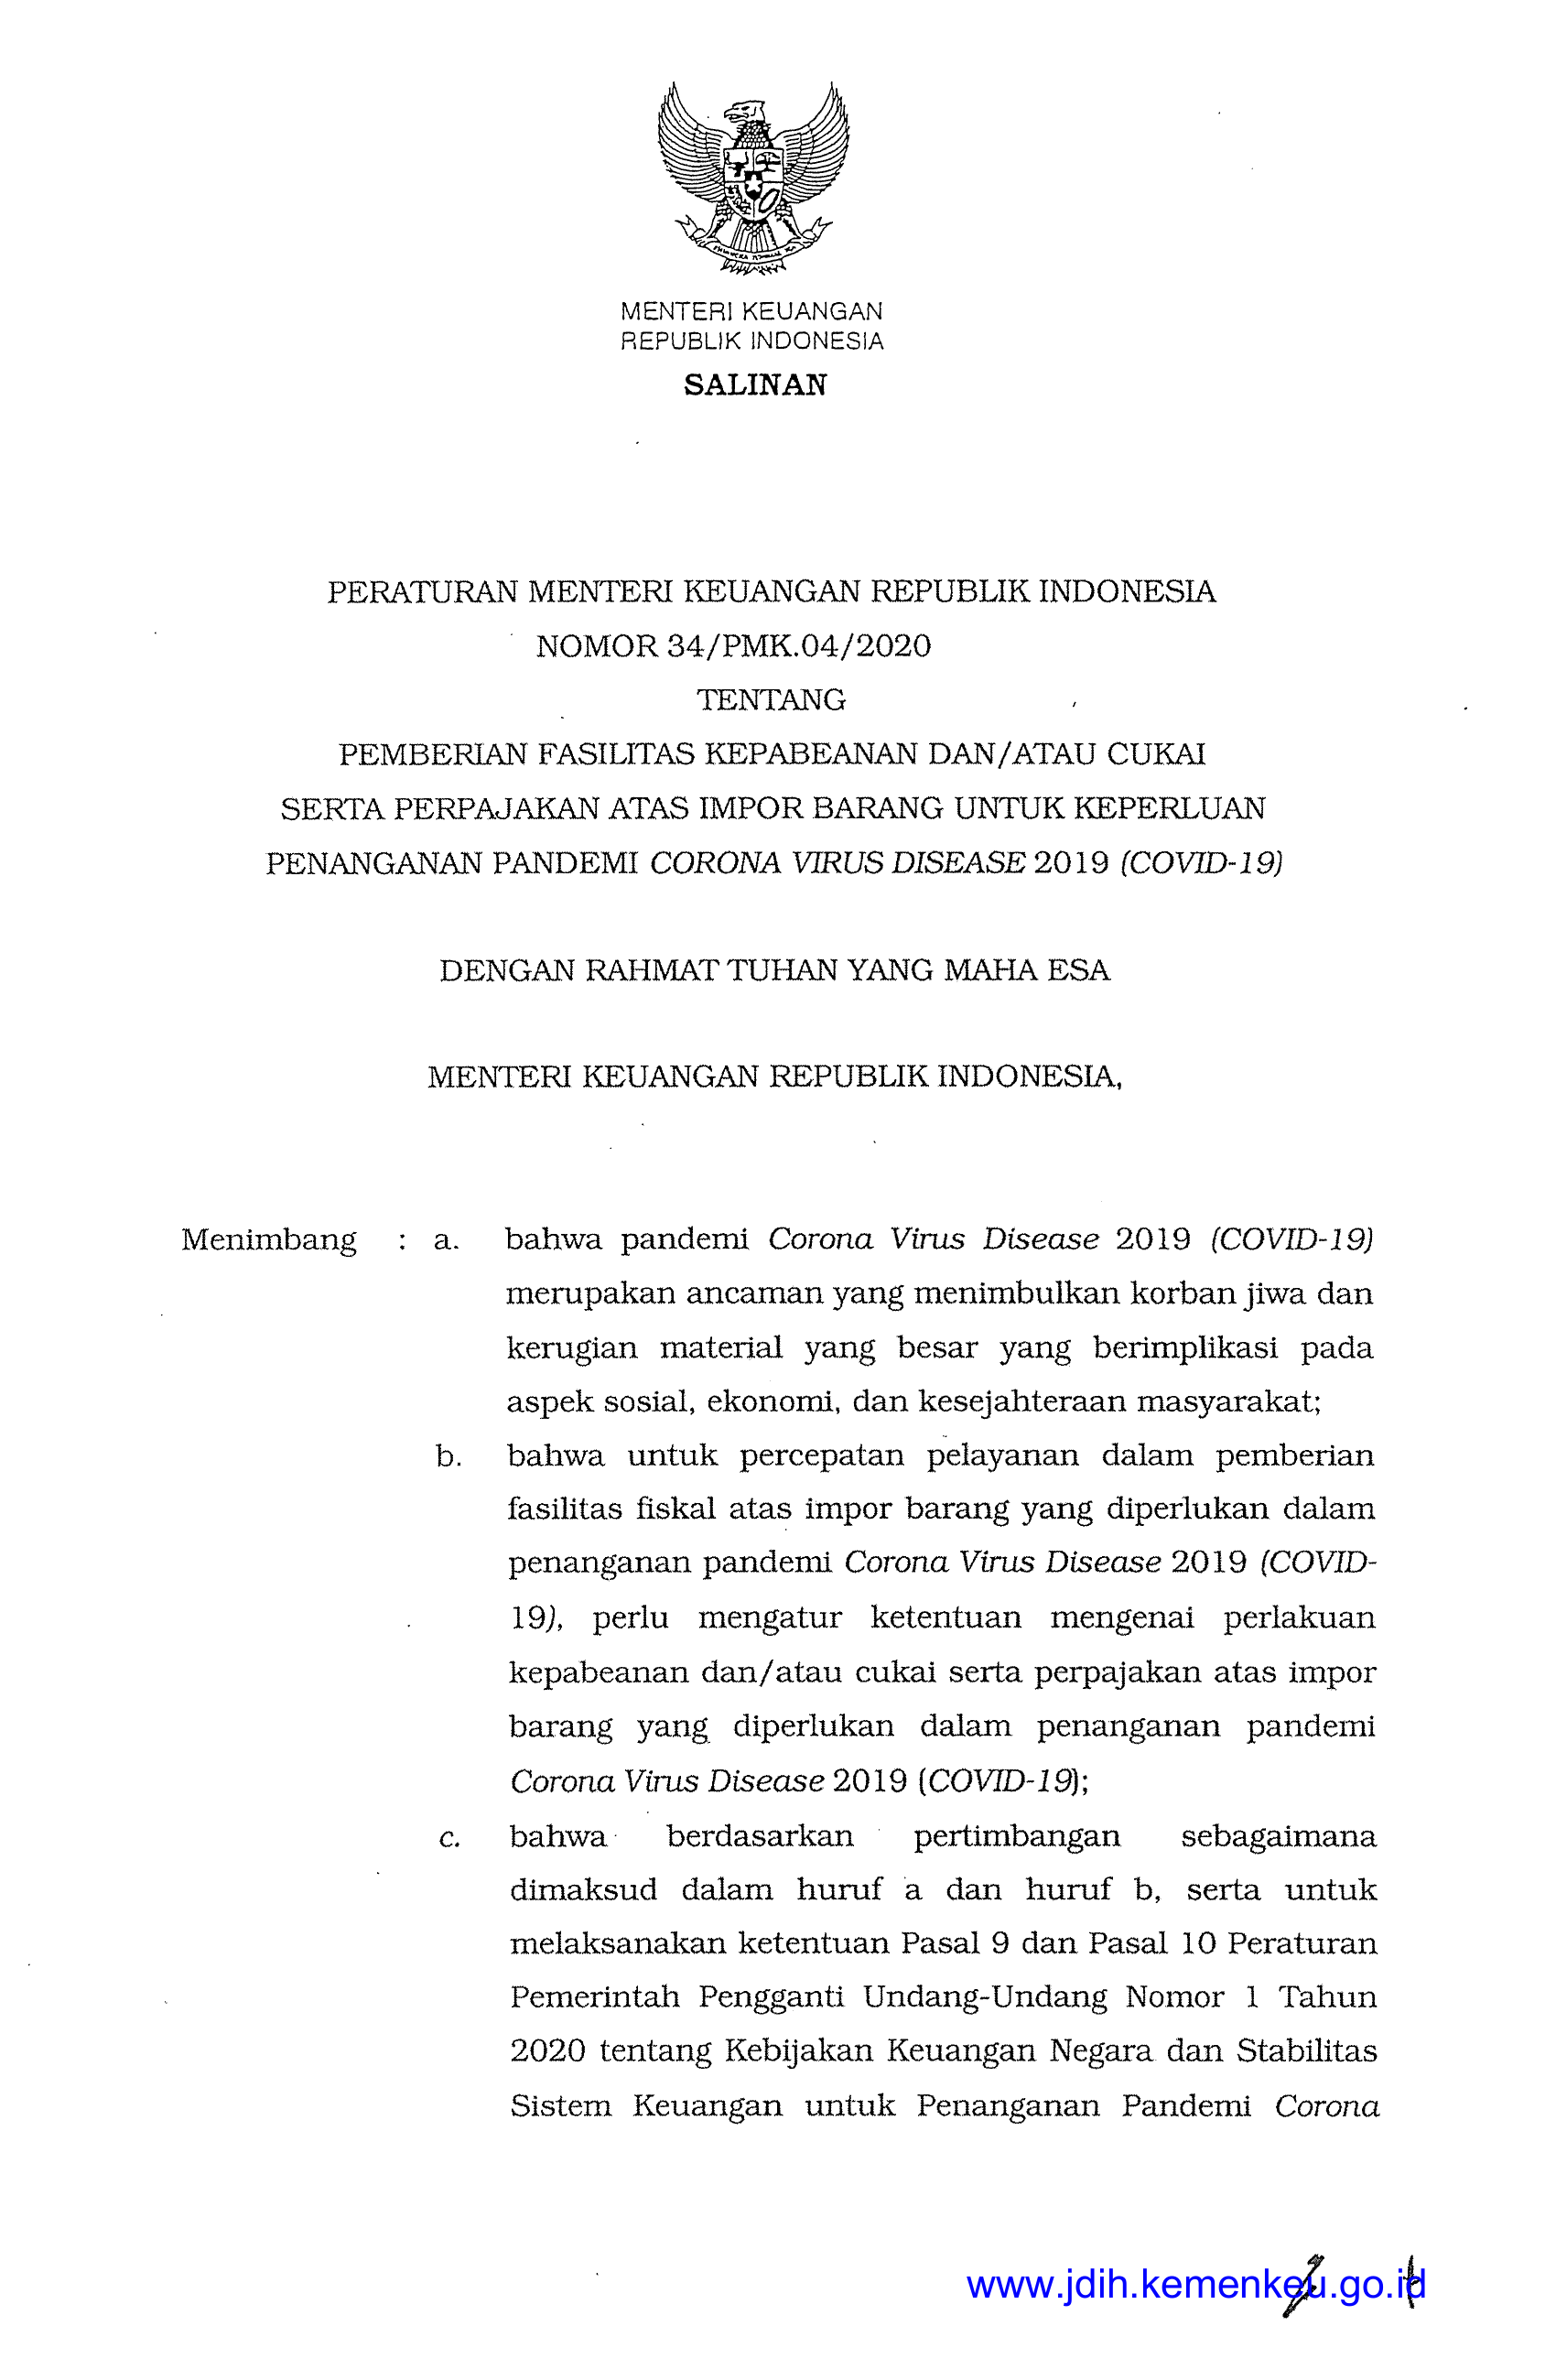 MENTERI KEUANGAN
REPUBLIK INDONESIA
SALINAN
PERATURAN MENTERI KEUANGAN REPUBLIK INDONESIA
NOMOR 34/PMK.04/2020
TENTANG
PEMBERIAN FASILITAS KEPABEANAN DAN/ATAU CUKAI
SERTA PERPAJAKAN ATAS IMPOR BARANG UNTUK KEPERLUAN
PENANGANAN PANDEMI CORONA VIRUS DISEASE 2019 (COVID-19)
DENGAN RAHMAT TUHAN YANG MAHA ESA
MENTERI KEUANGAN REPUBLIK INDONESIA,
Menimbang : a. bahwa pandemi Corona Virus Disease 2019 (COVID-19)
merupakan ancaman yang menimbulkan korban jiwa dan
kerugian material yang besar yang berimplikasi pada
aspek sosial, ekonomi, dan kesejahteraan masyarakat;
b. bahwa untuk percepatan pelayanan dalam pemberian
fasilitas fiskal atas impor barang yang diperlukan dalam
penanganan pandemi Corona Virus Disease 2019 (COVID-
19), perlu mengatur ketentuan mengenai perlakuan
kepabeanan dan/atau cukai serta perpajakan atas impor
barang yang diperlukan dalam penanganan pandemi
Corona Virus Disease 2019 (COVID-19);
c. bahwa berdasarkan pertimbangan sebagaimana
dimaksud dalam huruf a dan huruf b, serta untuk
melaksanakan ketentuan Pasal 9 dan Pasal 10 Peraturan
Pemerintah Pengganti Undang-Undang Nomor 1 Tahun
2020 tentang Kebijakan Keuangan Negara dan Stabilitas
Sistem Keuangan untuk Penanganan Pandemi Corona
www.jdih.kemenkeu.go.id